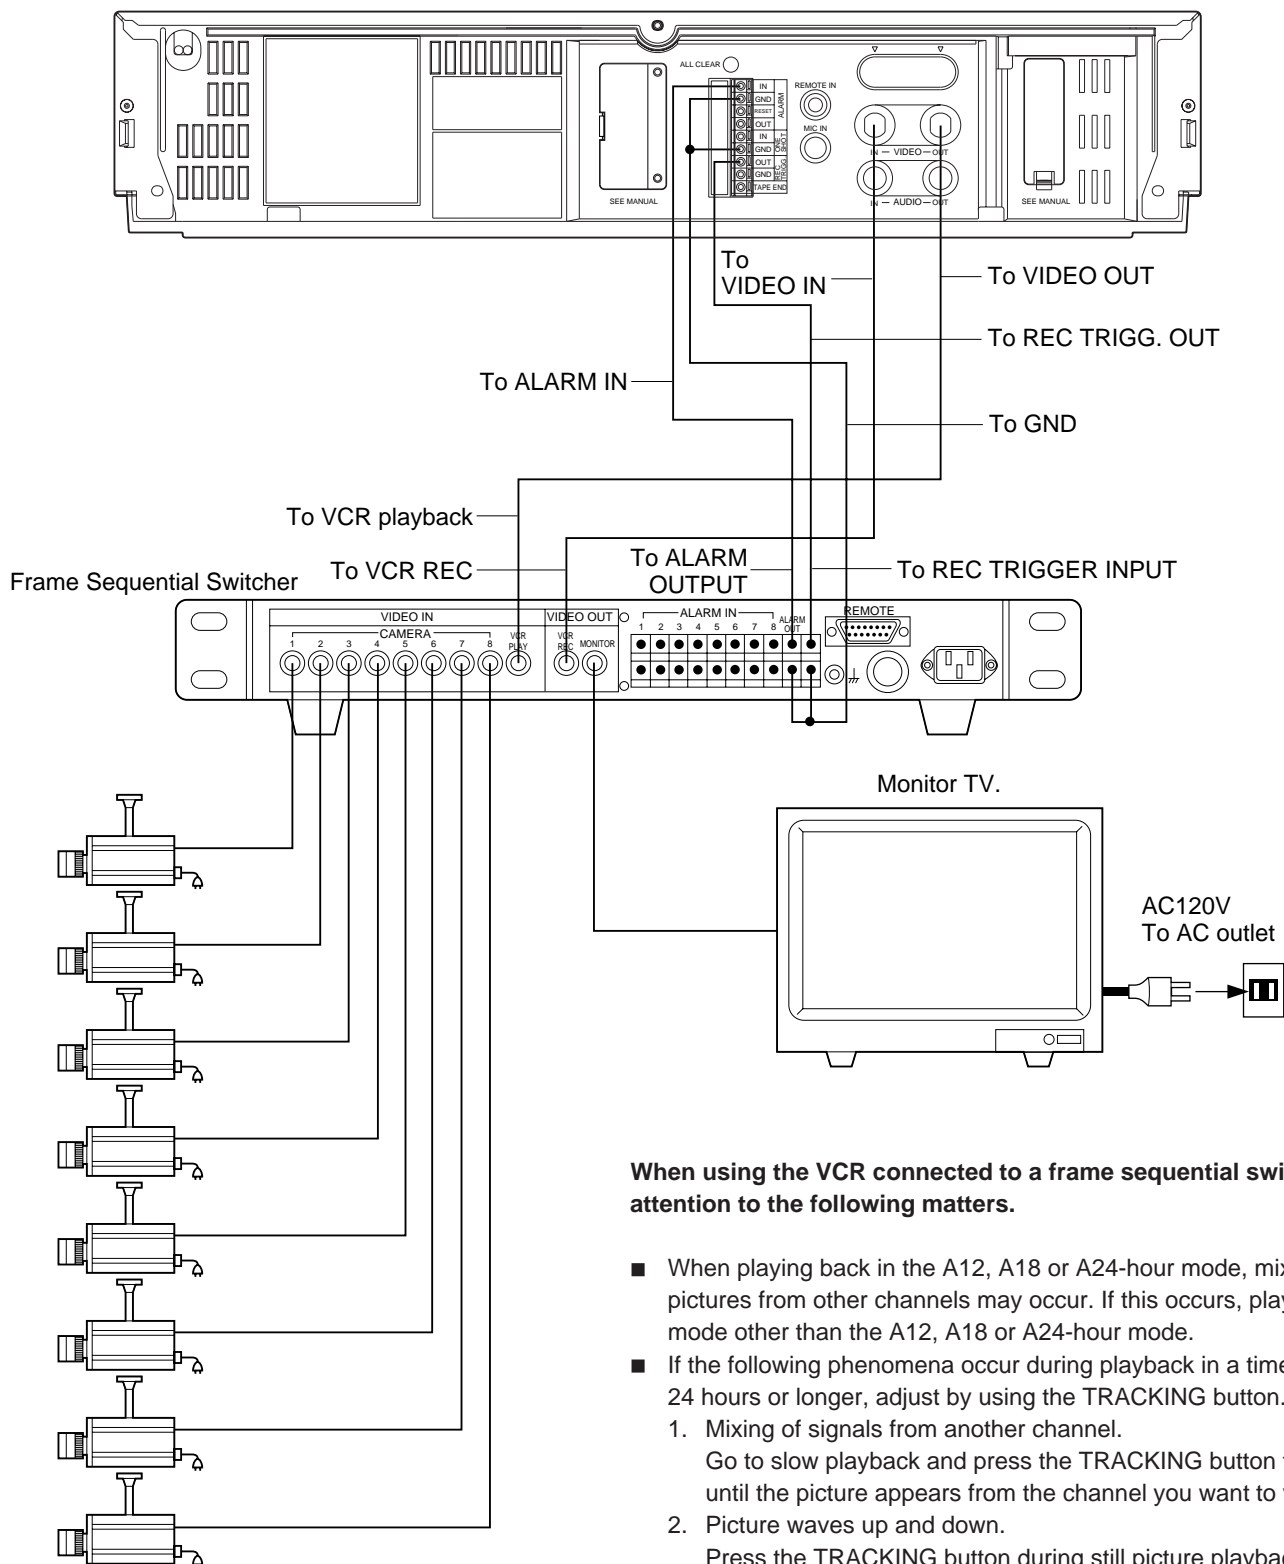 ALL CLEAR
IN
GND
RESET
OUT
ALARM
IN
GND
ONE SHOT
OUT
GND
REC TRIGG
TAPE END
REMOTE IN
MIC IN
IN — VIDEO — OUT
IN — AUDIO — OUT
SEE MANUAL
SEE MANUAL
To
VIDEO IN
To VIDEO OUT
To REC TRIGG. OUT
To ALARM IN
To GND
To VCR playback
To VCR REC
To ALARM
OUTPUT
To REC TRIGGER INPUT
Frame Sequential Switcher
VIDEO IN
VIDEO OUT
CAMERA
1 2 3 4 5 6 7 8
VCR
PLAY
VCR
REC
MONITOR
ALARM IN
1 2 3 4 5 6 7 8
ALARM
OUT
REMOTE
Monitor TV.
AC120V
To AC outlet
When using the VCR connected to a frame sequential swi
attention to the following matters.
■ When playing back in the A12, A18 or A24-hour mode, mix
pictures from other channels may occur. If this occurs, play
mode other than the A12, A18 or A24-hour mode.
■ If the following phenomena occur during playback in a time
24 hours or longer, adjust by using the TRACKING button.
1. Mixing of signals from another channel.
Go to slow playback and press the TRACKING button
until the picture appears from the channel you want to
2. Picture waves up and down.
Press the TRACKING button during still picture playbac